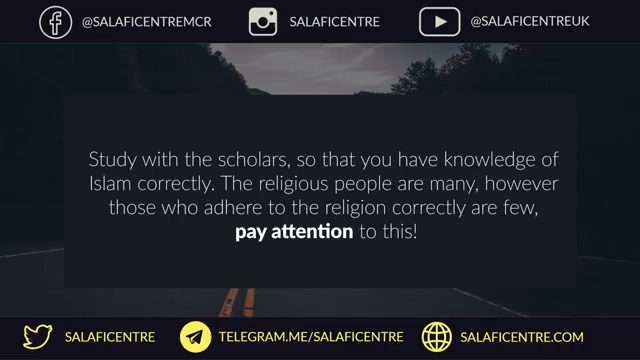 @SALAFICENTREMCR
SALAFICENTRE
@SALAFICENTREUK
Study with the scholars, so that you have knowledge of
Islam correctly. The religious people are many, however
those who adhere to the religion correctly are few,
pay attention to this!
SALAFICENTRE
TELEGRAM.ME/SALAFICENTRE
SALAFICENTRE.COM